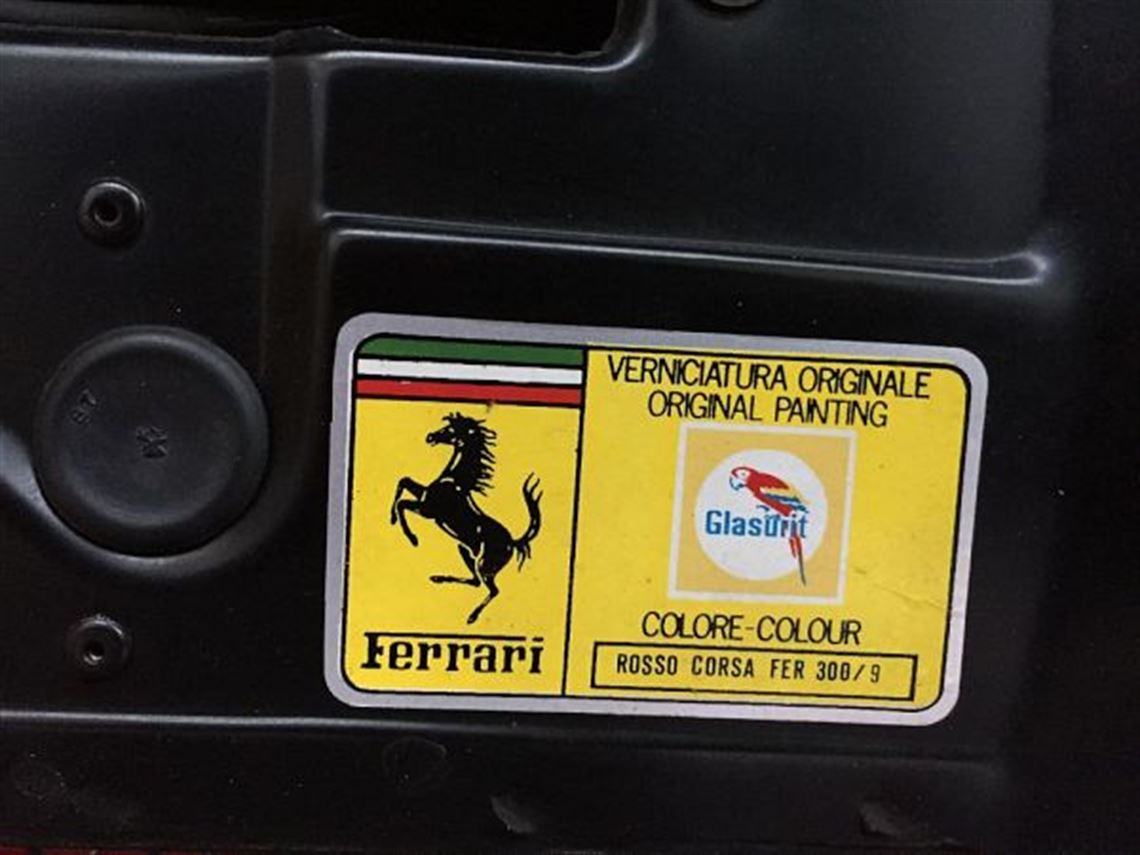 VERNICIATURA ORIGINALE
ORIGINAL PAINTING
Glasurit
COLORE-COLOUR
ROSSO CORSA FER 300/9
Ferrari